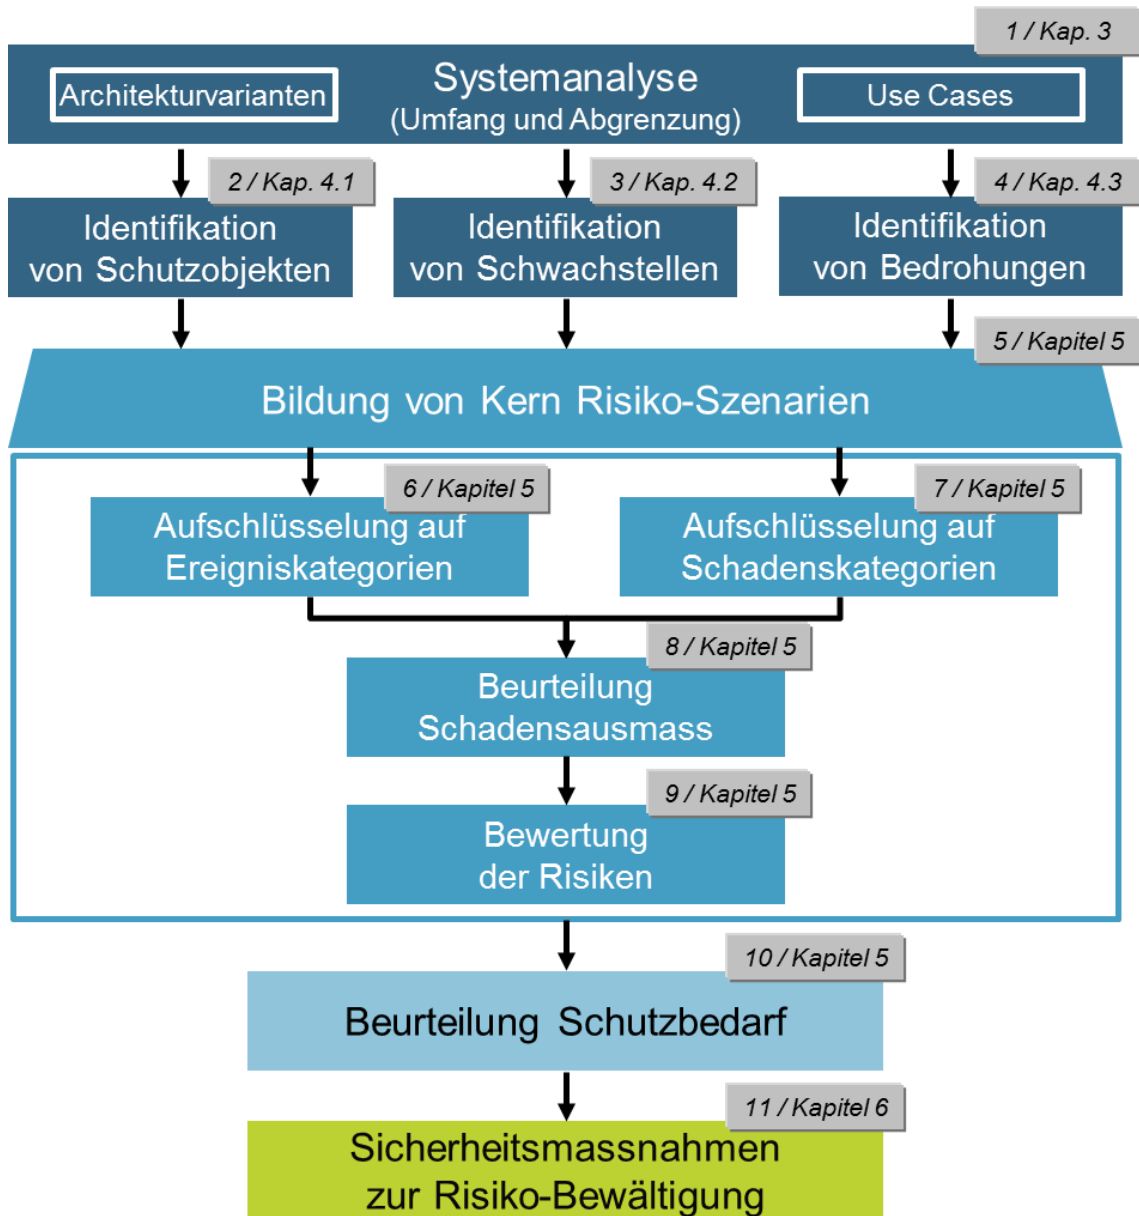 1 / Kap. 3
Systemanalyse
(Umfang und Abgrenzung)
Architekturvarianten
Use Cases
2 / Kap. 4.1
Identifikation
von Schutzobjekten
3 / Kap. 4.2
Identifikation
von Schwachstellen
4 / Kap. 4.3
Identifikation
von Bedrohungen
5 / Kapitel 5
Bildung von Kern Risiko-Szenarien
6 / Kapitel 5
Aufschlüsselung auf
Ereigniskategorien
7 / Kapitel 5
Aufschlüsselung auf
Schadenskategorien
8 / Kapitel 5
Beurteilung
Schadensausmass
9 / Kapitel 5
Bewertung
der Risiken
10 / Kapitel 5
Beurteilung Schutzbedarf
11 / Kapitel 6
Sicherheitsmassnahmen
zur Risiko-Bewältigung